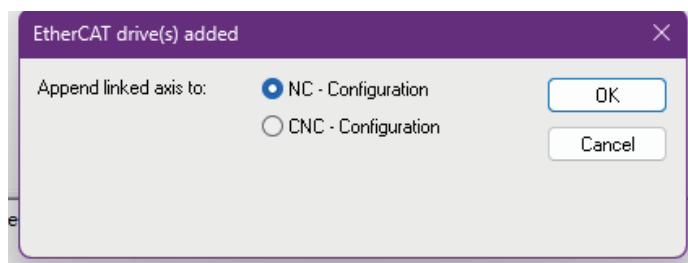 EtherCAT drive(s) added
Append linked axis to:
NC - Configuration
OK
CNC - Configuration
Cancel
e